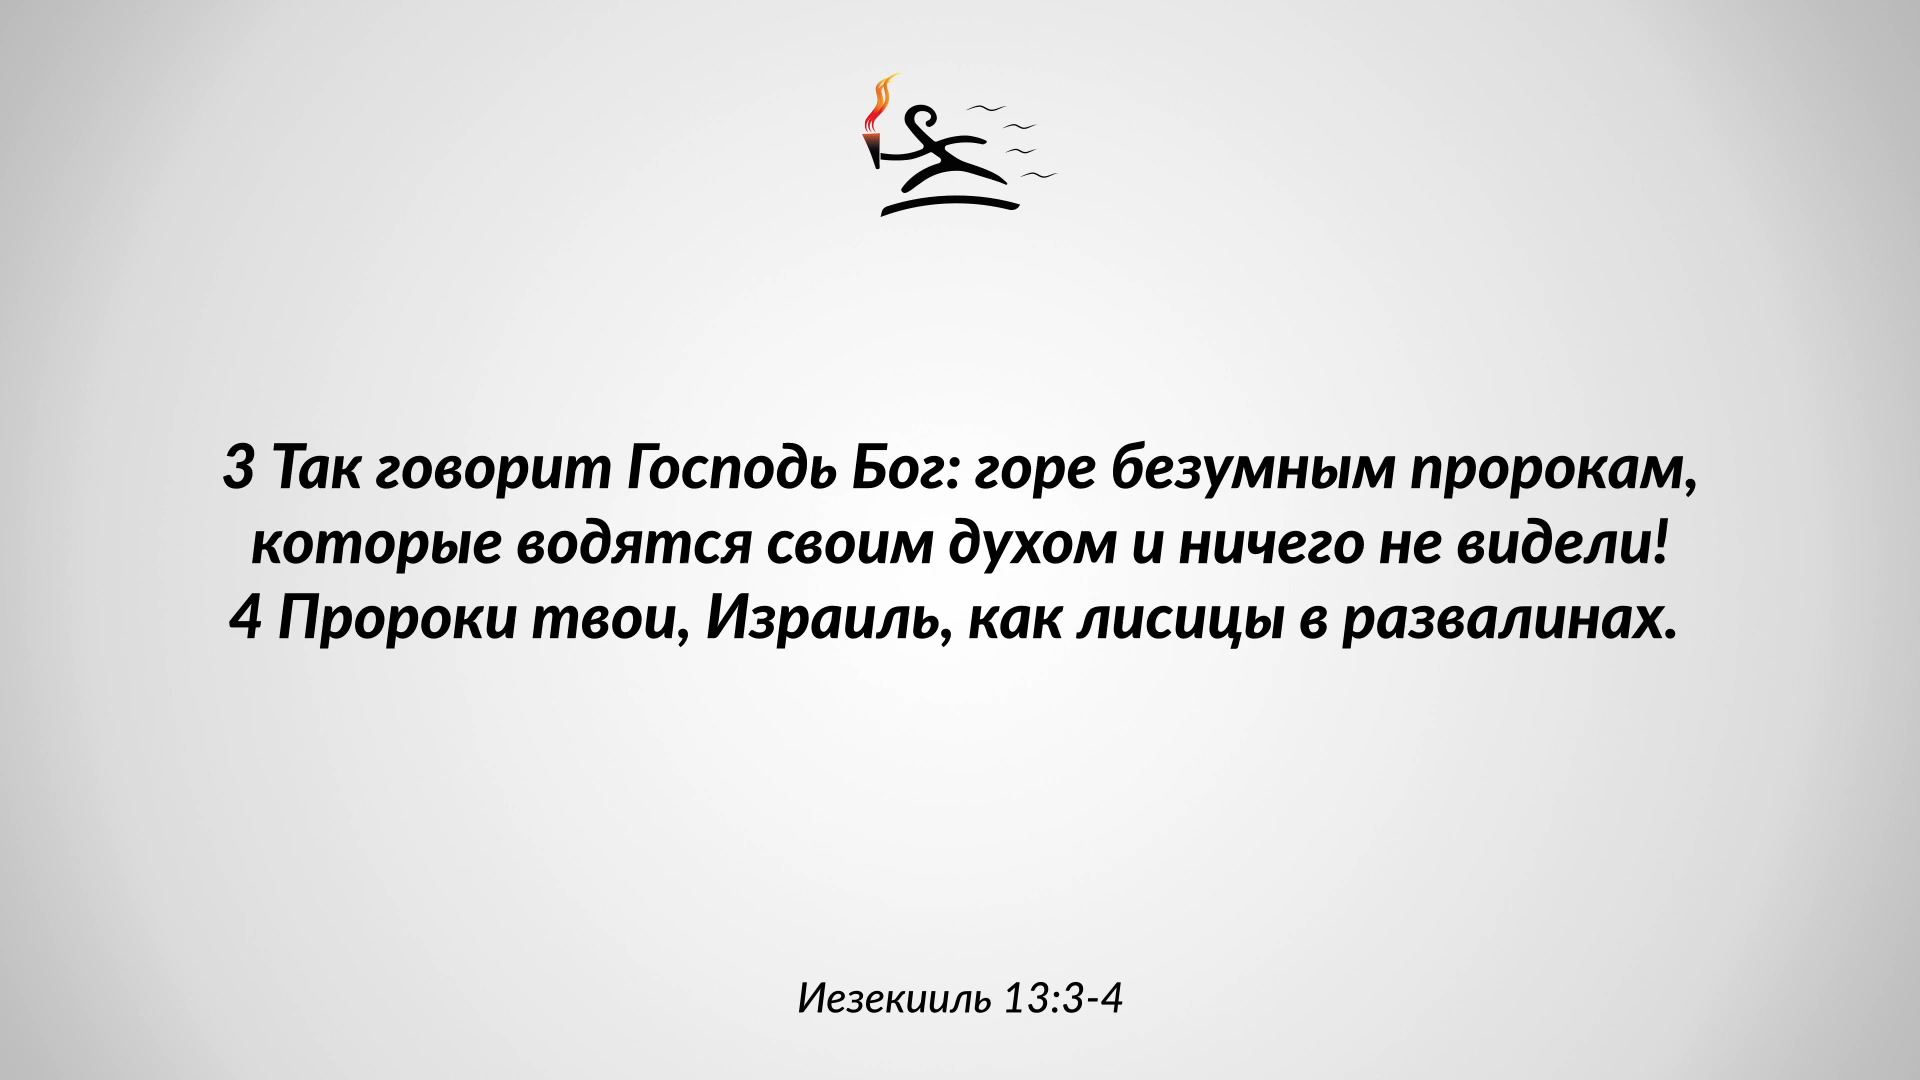 3 Так говорит Господь Бог: горе безумным пророкам,
которые водятся своим духом и ничего не видели!
4 Пророки твои, Израиль, как лисицы в развалинах.
Иезекииль 13:3-4